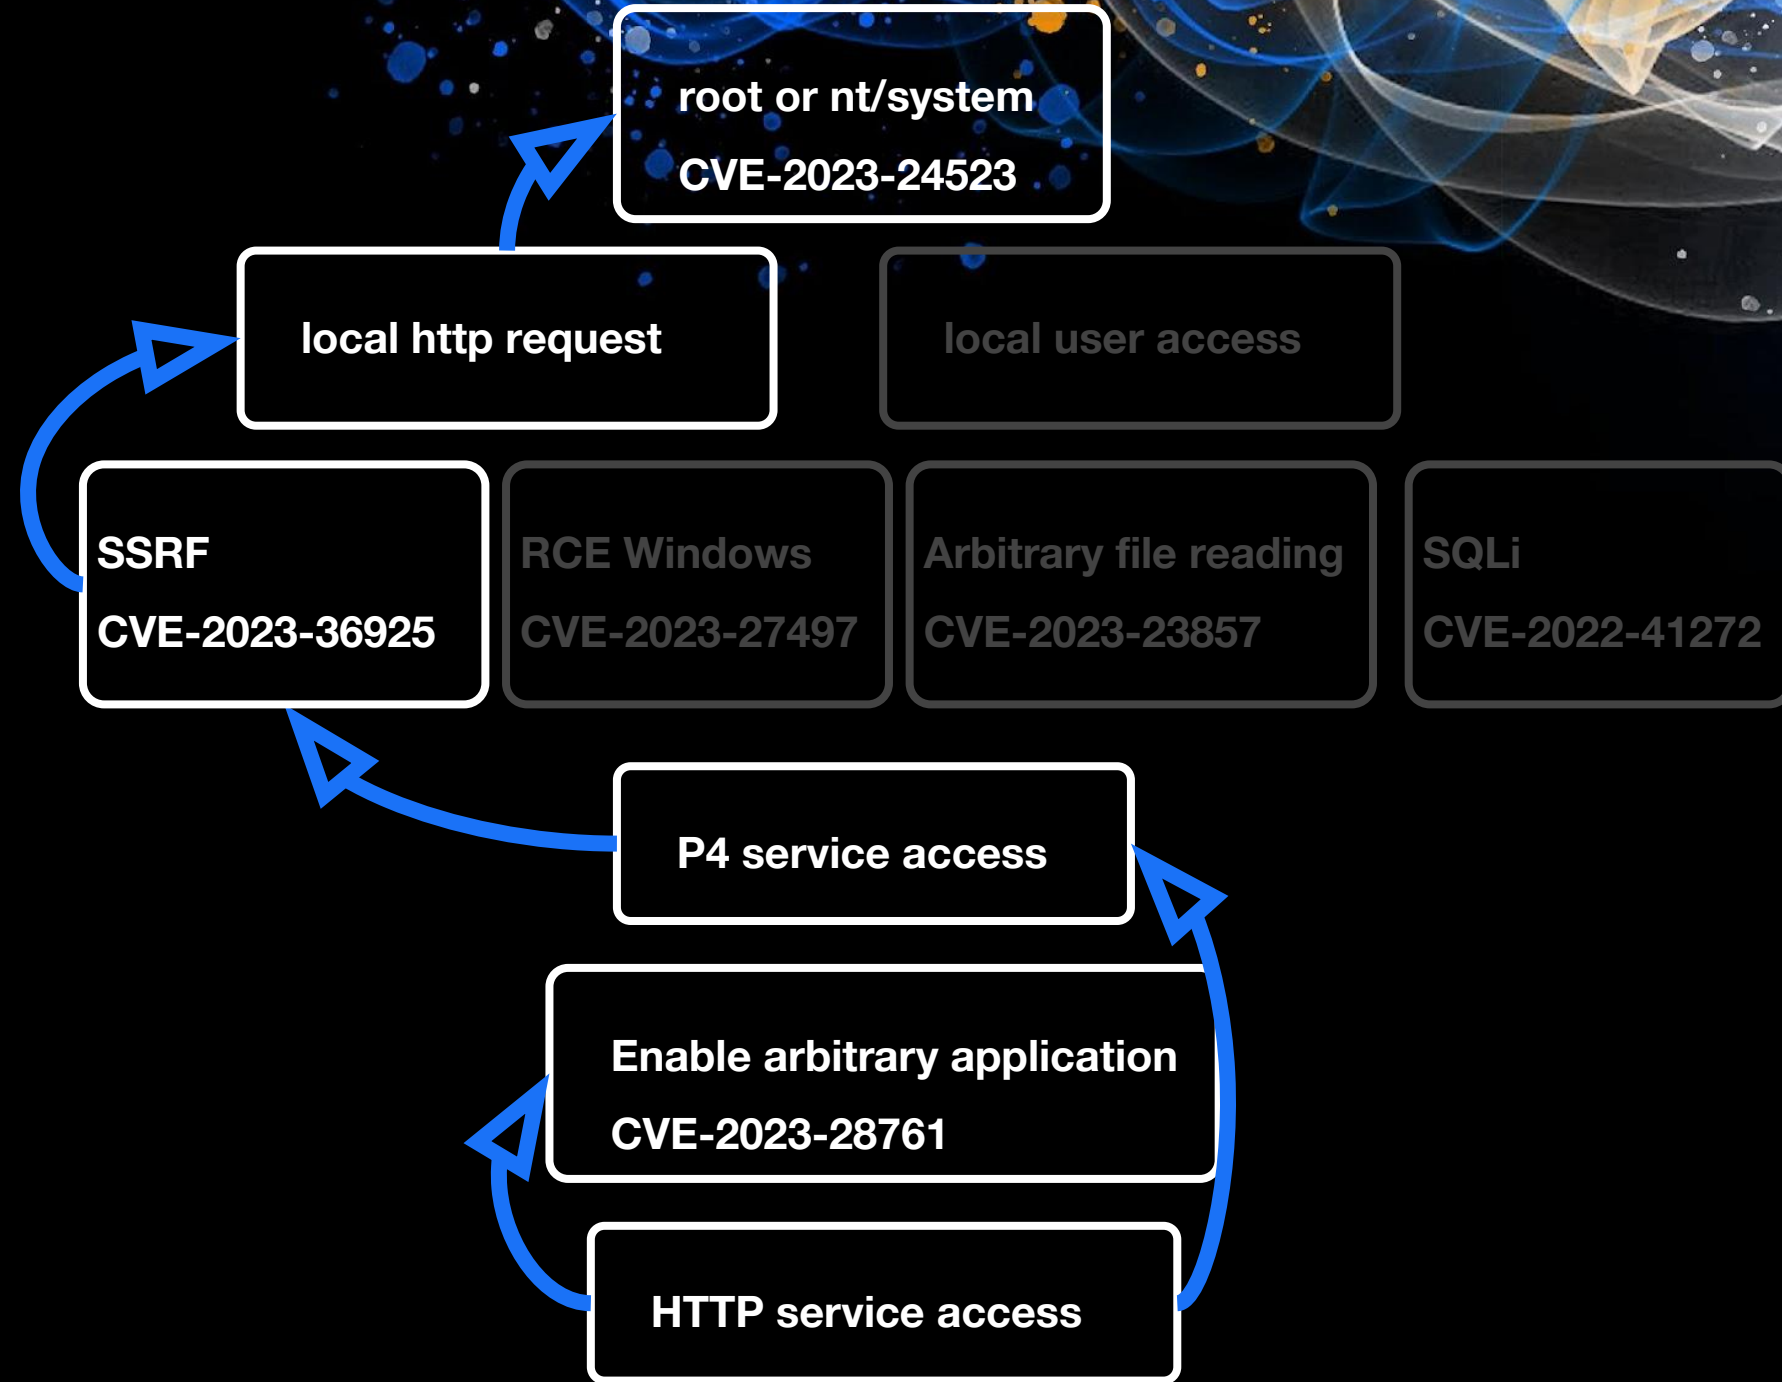 root or nt/system
CVE-2023-24523
local http request
local user access
SSRF
CVE-2023-36925
RCE Windows
CVE-2023-27497
Arbitrary file reading
CVE-2023-23857
SQLi
CVE-2022-41272
P4 service access
Enable arbitrary application
CVE-2023-28761
HTTP service access